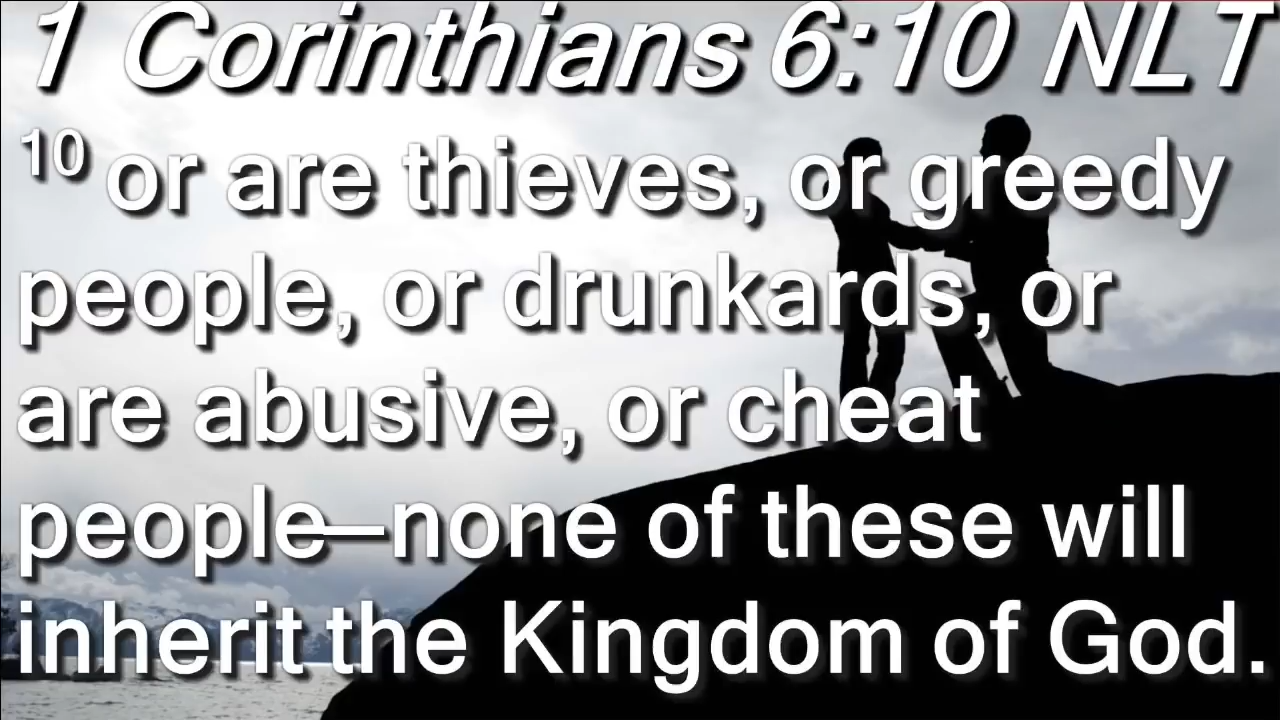 1 Corinthians 6:10 NLT
10 or are thieves, or greedy
people, or drunkards, or
are abusive, or cheat
people—none of these will
inherit the Kingdom of God.